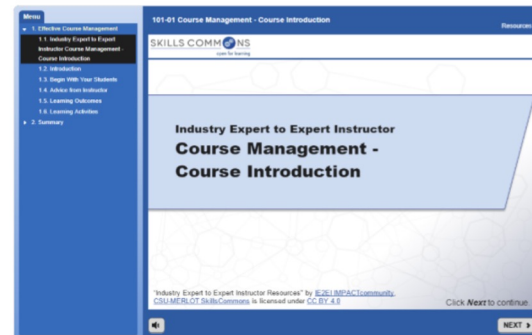 Menu
1. Effective Course Management
1.1. Industry Expert to Expert
Instructor Course Management -
Course Introduction
1.2. Introduction
1.3. Begin With Your Students
1.4. Advice from Instructor
1.5. Learning Outcomes
1.6. Learning Activities
2. Summary
101-01 Course Management - Course Introduction
Resources
SKILLS COMMONS
open for learning
Industry Expert to Expert Instructor
Course Management -
Course Introduction
"Industry Expert to Expert Instructor Resources" by IE2EI IMPACTcommunity,
CSU-MERLOT SkillsCommons is licensed under CC BY 4.0
Click Next to continue.
NEXT